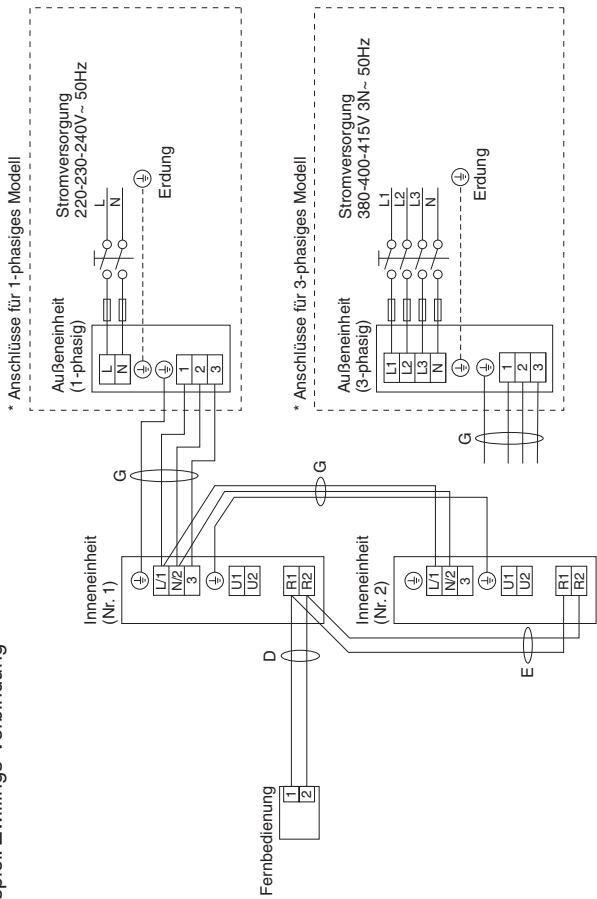 Zwillings-Verbindung
* Anschlüsse für 1-phasiges Modell
Inneneinheit
(Nr. 1)
Außeneinheit
(1-phasig)
Stromversorgung
220-230-240V~ 50Hz
L
N
L
N
Erdung
G
1
2
3
L/1
N/2
3
U1
U2
R1
R2
D
Fernbedienung
1
2
G
* Anschlüsse für 3-phasiges Modell
Inneneinheit
(Nr. 2)
Außeneinheit
(3-phasig)
Stromversorgung
380-400-415V 3N~ 50Hz
L1
L2
L3
N
L1
L2
L3
N
Erdung
G
1
2
3
L/1
N/2
3
U1
U2
R1
R2
E